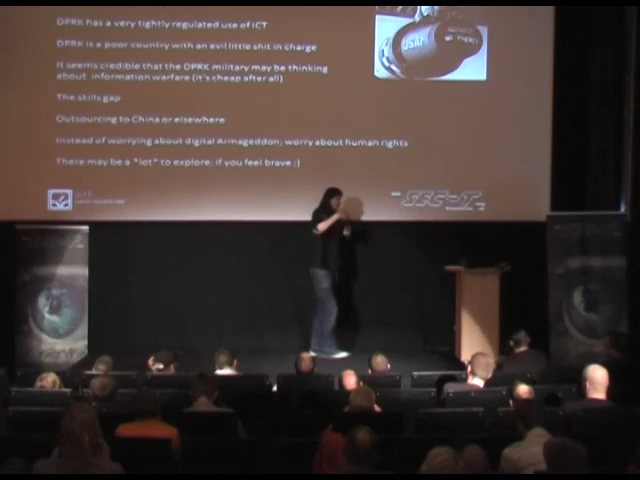 DPRK has a very tightly regulated use of ICT
DPRK is a poor country with an evil little shit in charge
It seems credible that the DPRK military may be thinking
about information warfare (it's cheap after all)
The skills gap
Outsourcing to China or elsewhere
Instead of worrying about digital Armageddon; worry about human rights
There may be a *lot* to explore; if you feel brave ;)
USAF
SEC-T